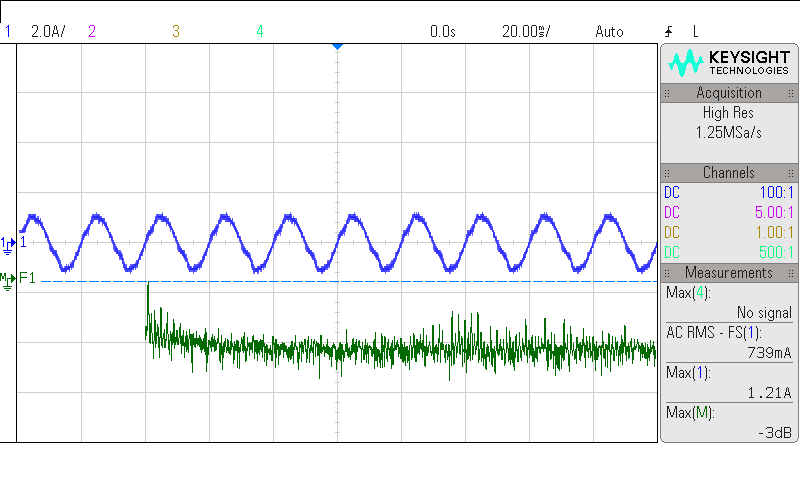 1 2.0A/ 2 3 4 0.0s 20.00ms/ Auto L
KEYSIGHT
TECHNOLOGIES
Acquisition
High Res
1.25MSa/s
Channels
DC 100:1
DC 5.00:1
DC 1.00:1
DC 500:1
Measurements
Max(4):
No signal
AC RMS - FS(1):
739mA
Max(1):
1.21A
Max(M):
-3dB
1 1
M F1